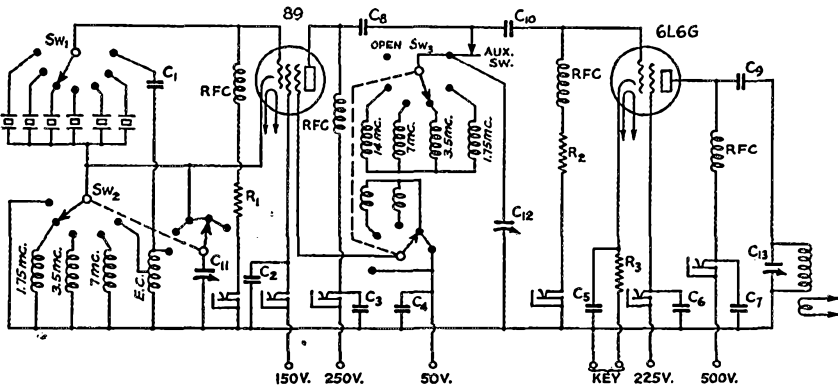 89
6L6G
C8
C10
SW1
OPEN
SW3
AUX.
SW.
C1
RFC
RFC
RFC
C9
RFC
14 mc.
7 mc.
3.5 mc.
1.75 mc.
R2
SW2
R1
C12
C11
1.75 mc.
3.5 mc.
7 mc.
E.C.
C2
C3
C4
C5
R3
C6
C7
C13
150V.
250V.
50V.
KEY
225V.
500V.